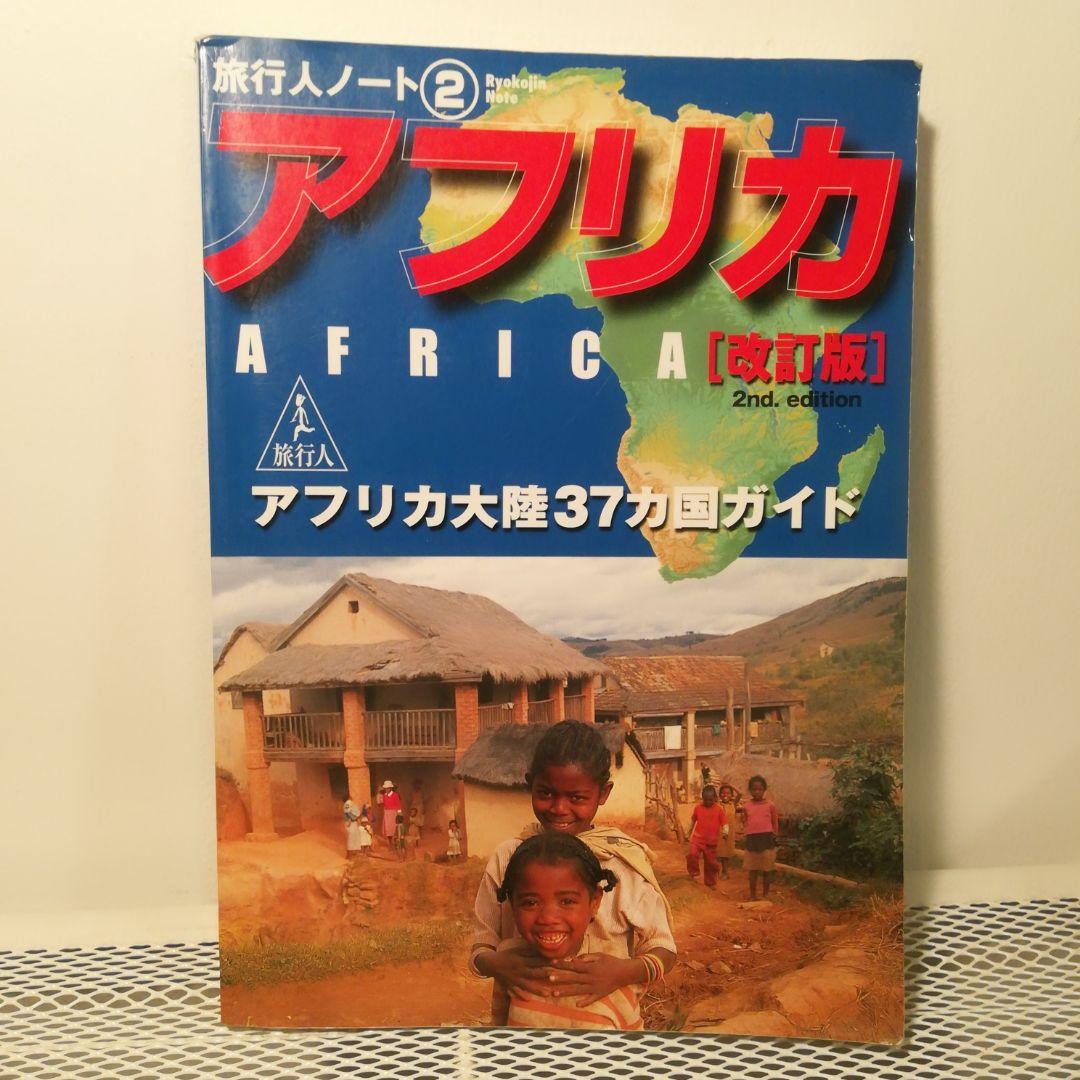 旅行人ノート② Ryokojin
Note
アフリカ
AFRICA [改訂版]
2nd. edition
旅行人
アフリカ大陸37カ国ガイド